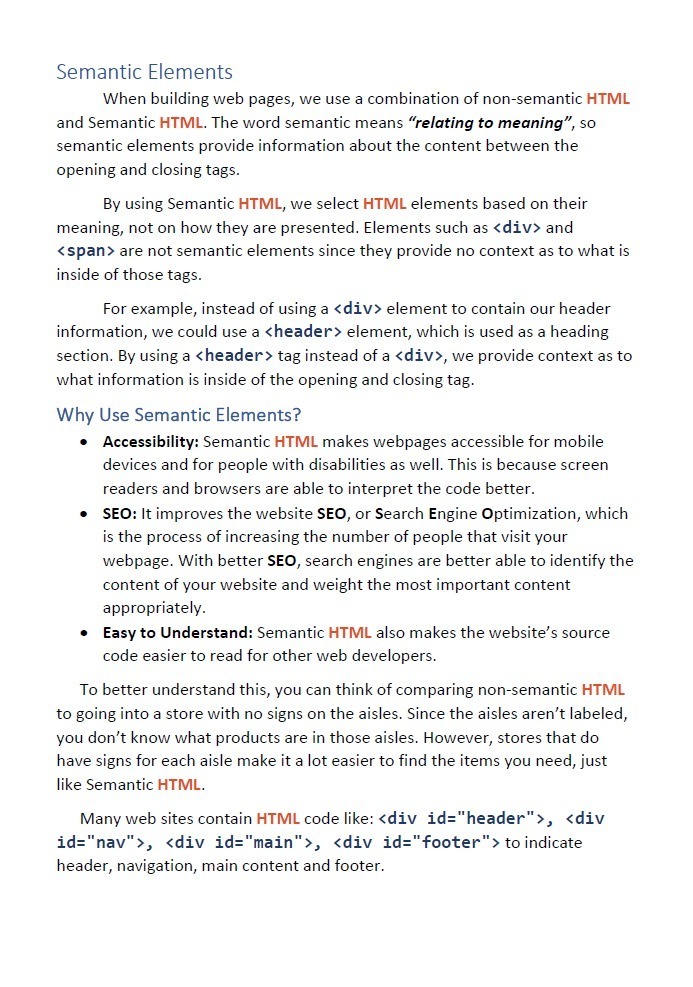 Semantic Elements
When building web pages, we use a combination of non-semantic HTML
and Semantic HTML. The word semantic means “relating to meaning”, so
semantic elements provide information about the content between the
opening and closing tags.
By using Semantic HTML, we select HTML elements based on their
meaning, not on how they are presented. Elements such as <div> and
<span> are not semantic elements since they provide no context as to what is
inside of those tags.
For example, instead of using a <div> element to contain our header
information, we could use a <header> element, which is used as a heading
section. By using a <header> tag instead of a <div>, we provide context as to
what information is inside of the opening and closing tag.
Why Use Semantic Elements?
• Accessibility: Semantic HTML makes webpages accessible for mobile
devices and for people with disabilities as well. This is because screen
readers and browsers are able to interpret the code better.
• SEO: It improves the website SEO, or Search Engine Optimization, which
is the process of increasing the number of people that visit your
webpage. With better SEO, search engines are better able to identify the
content of your website and weight the most important content
appropriately.
• Easy to Understand: Semantic HTML also makes the website’s source
code easier to read for other web developers.
To better understand this, you can think of comparing non-semantic HTML
to going into a store with no signs on the aisles. Since the aisles aren’t labeled,
you don’t know what products are in those aisles. However, stores that do
have signs for each aisle make it a lot easier to find the items you need, just
like Semantic HTML.
Many web sites contain HTML code like: <div id="header">, <div
id="nav">, <div id="main">, <div id="footer"> to indicate
header, navigation, main content and footer.